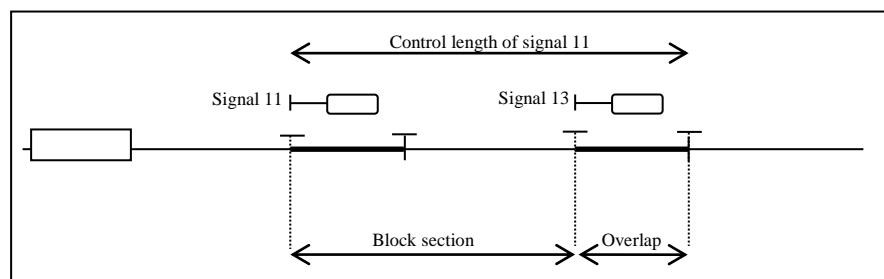 Control length of signal 11
Signal 11
Signal 13
Block section
Overlap